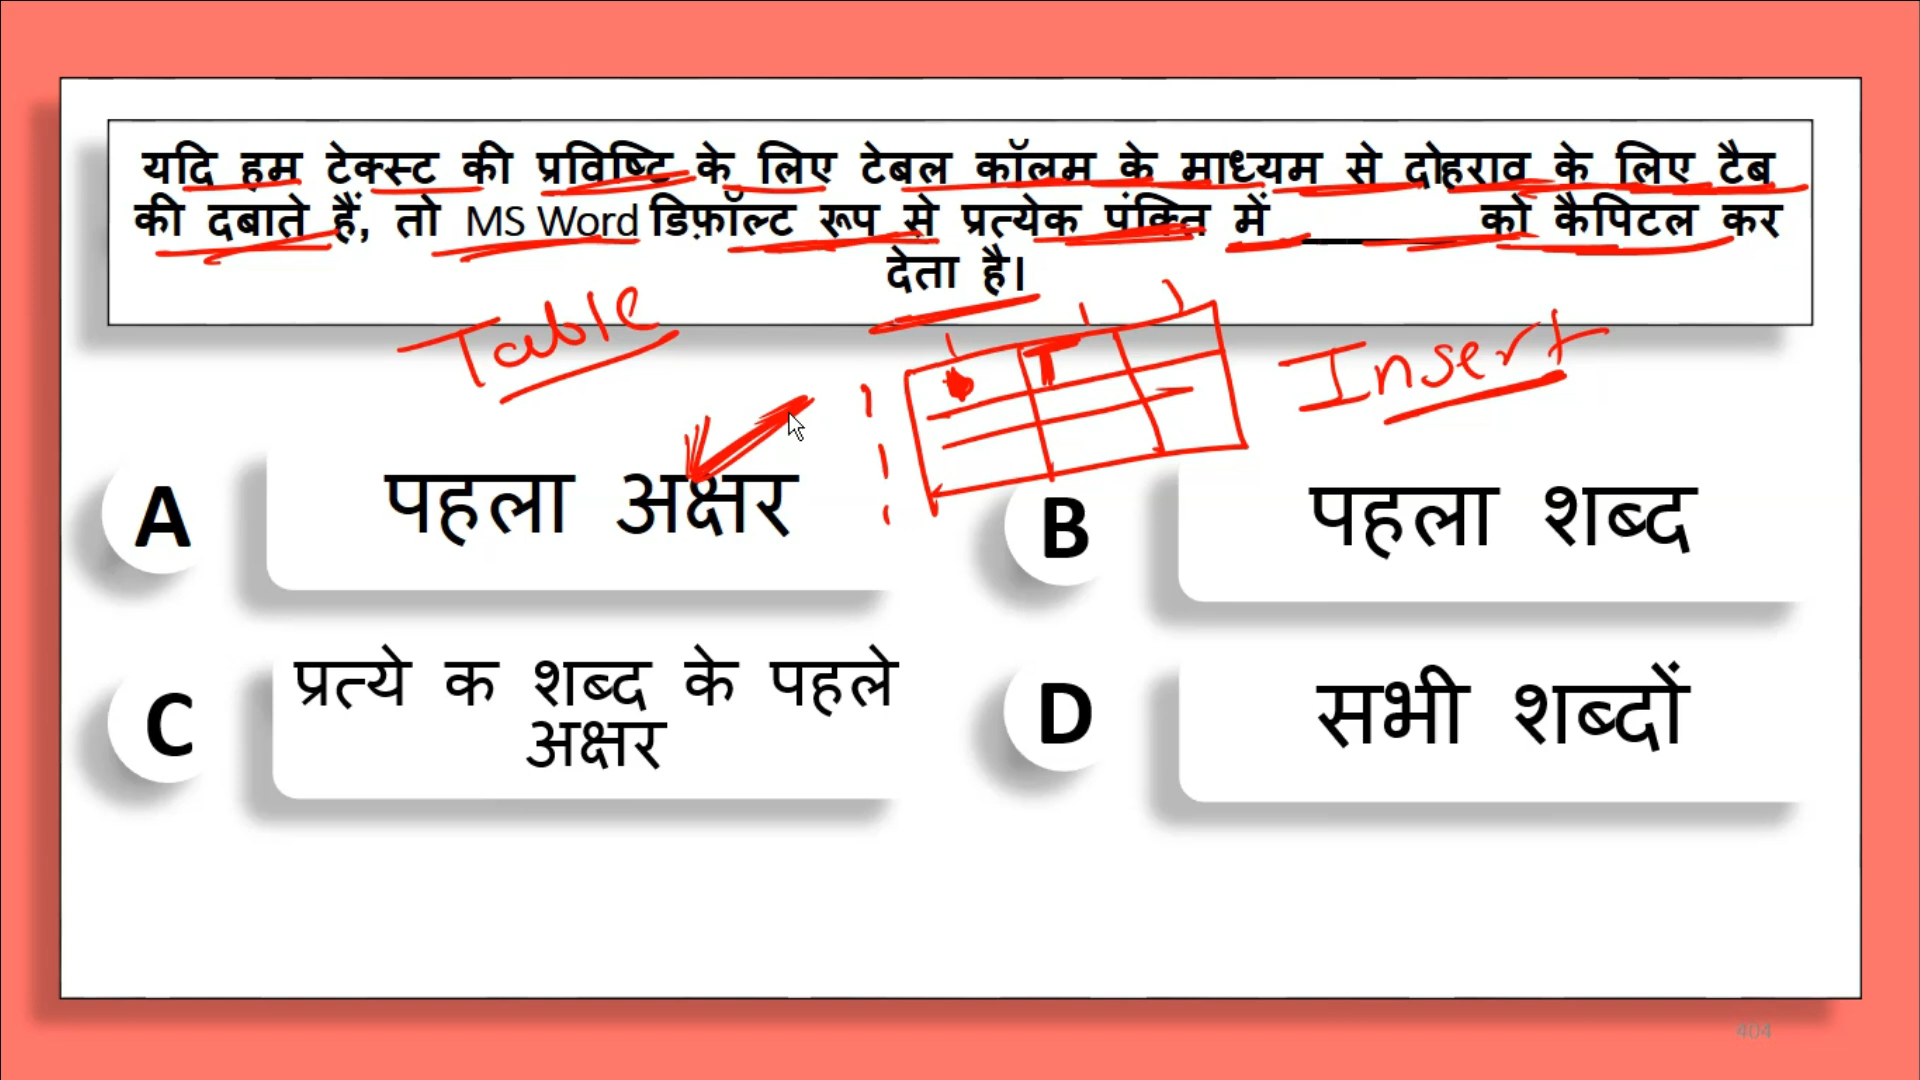 यदि हम टेक्स्ट की प्रविष्टि के लिए टेबल कॉलम के माध्यम से दोहराव के लिए टैब
की दबाते हैं, तो MS Word डिफ़ॉल्ट रूप से प्रत्येक पंक्ति में ________ को कैपिटल कर
देता है।
Table
Insert
A
पहला अक्षर
B
पहला शब्द
C
प्रत्ये क शब्द के पहले
अक्षर
D
सभी शब्दों
404